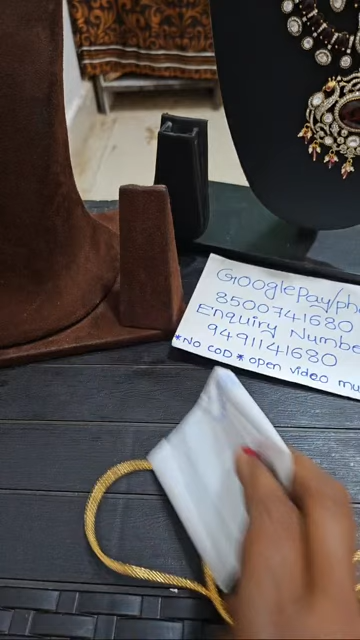 Googlepay/ph
8500741680
Enquiry Numbe
9491141680
*No COD * open video mu